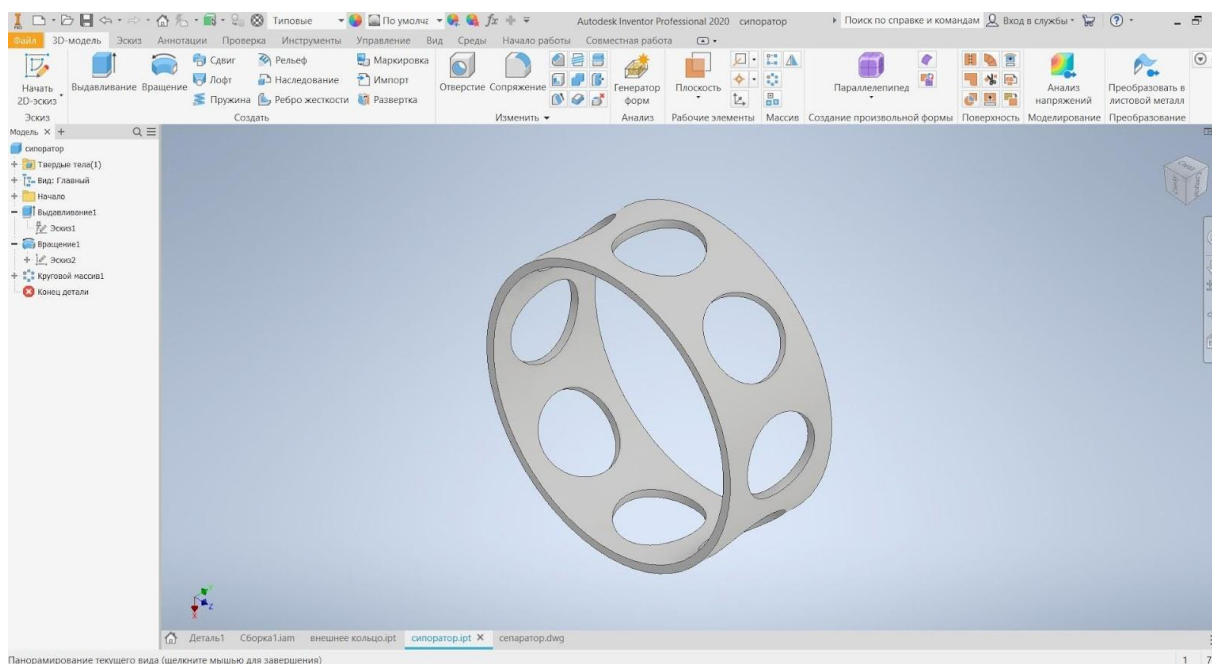 Типовые По умолча fx Autodesk Inventor Professional 2020 сипоратор Поиск по справке и командам Вход в службы
Файл 3D-модель Эскиз Аннотации Проверка Инструменты Управление Вид Среды Начало работы Совместная работа
Начать 2D-эскиз
Выдавливание Вращение
Сдвиг Рельеф Маркировка
Лофт Наследование Импорт
Пружина Ребро жесткости Развертка
Отверстие Сопряжение
Генератор форм
Плоскость
Параллелепипед
Анализ напряжений
Преобразовать в листовой металл
Эскиз Создать Изменить Анализ Рабочие элементы Массив Создание произвольной формы Поверхность Моделирование Преобразование
Модель × +
сипоратор
Твердые тела(1)
Вид: Главный
Начало
Выдавливание1
Эскиз1
Вращение1
Эскиз2
Круговой массив1
Конец детали
X Z
Деталь1 Сборка1.iam внешнее кольцо.ipt сипоратор.ipt × сепаратор.dwg
Панорамирование текущего вида (щелкните мышью для завершения) 1 7